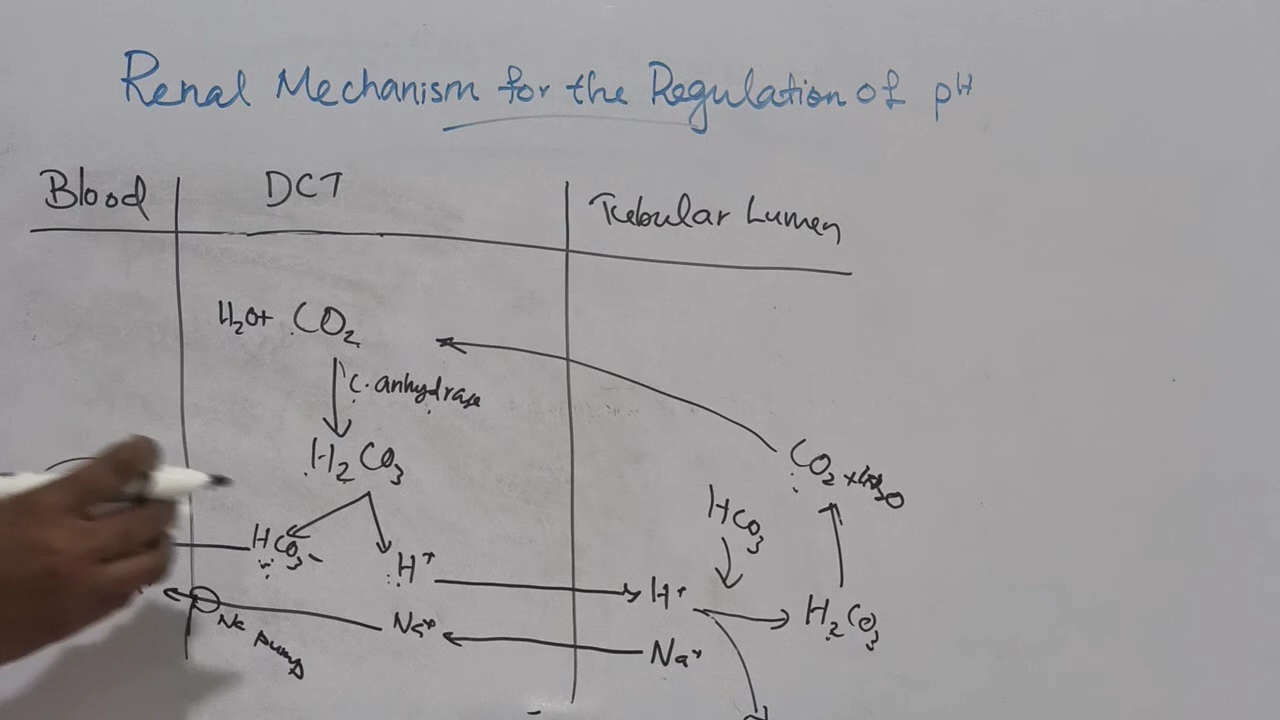 Renal Mechanism for the Regulation of pH
Blood
DCT
Tubular Lumen
H2O+ CO2
C. anhydrase
H2CO3
HCO3-
H+
Na+
Na pump
CO2
HCO3
H+
H2CO3
Na+